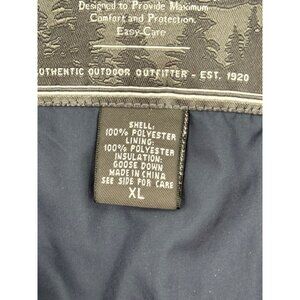 Designed to Provide Maximum
Comfort and Protection.
Easy-Care
OTHENTIC OUTDOOR OUTFITTER - EST. 1920
SHELL:
100% POLYESTER
LINING:
100% POLYESTER
INSULATION:
GOOSE DOWN
MADE IN CHINA
SEE SIDE FOR CARE
XL